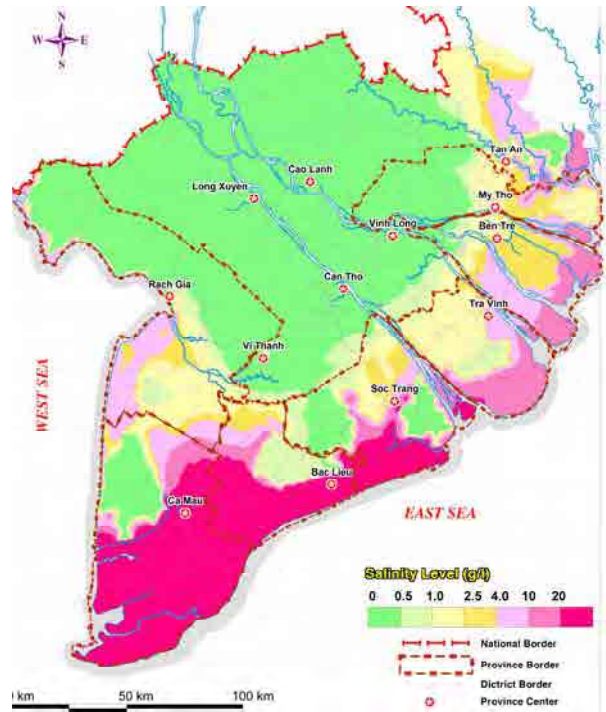 N
W E
S
Tan An
Cao Lanh
Long Xuyen
My Tho
Vinh Long
Ben Tre
Can Tho
Rach Gia
Tra Vinh
Vi Thanh
Soc Trang
WEST SEA
Bac Lieu
Ca Mau
EAST SEA
Salinity Level (g/l)
0 0.5 1.0 2.5 4.0 10 20
National Border
Province Border
Dictrict Border
Province Center
0 km 50 km 100 km